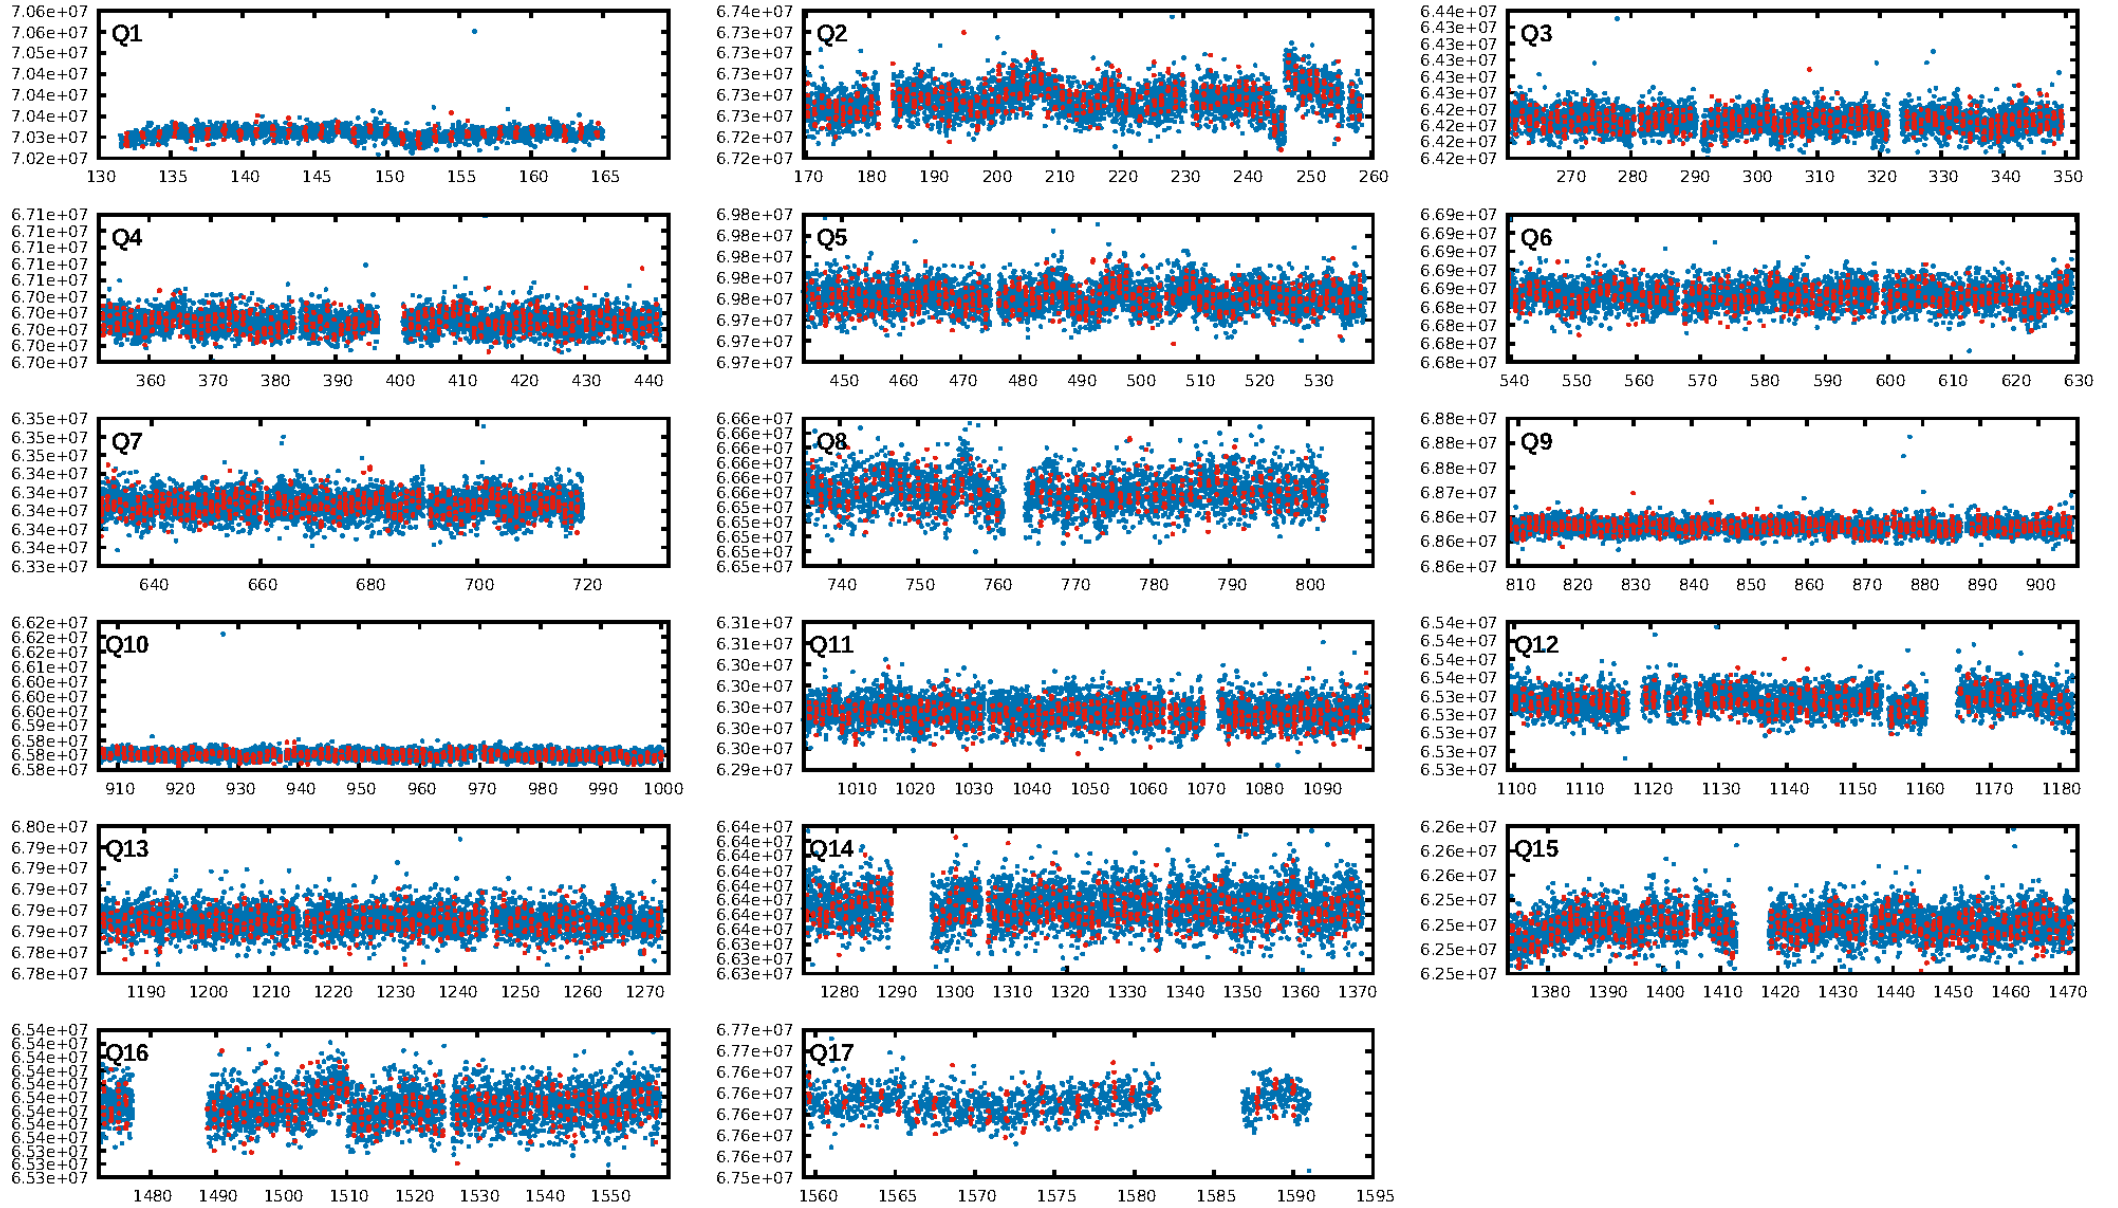 7.06e+07
7.06e+07
7.05e+07
7.04e+07
7.04e+07
7.04e+07
7.03e+07
7.02e+07
Q1
130 135 140 145 150 155 160 165
6.74e+07
6.73e+07
6.73e+07
6.73e+07
6.73e+07
6.73e+07
6.72e+07
6.72e+07
Q2
170 180 190 200 210 220 230 240 250 260
6.44e+07
6.43e+07
6.43e+07
6.43e+07
6.43e+07
6.43e+07
6.42e+07
6.42e+07
6.42e+07
6.42e+07
Q3
270 280 290 300 310 320 330 340 350
6.71e+07
6.71e+07
6.71e+07
6.71e+07
6.71e+07
6.70e+07
6.70e+07
6.70e+07
6.70e+07
6.70e+07
Q4
360 370 380 390 400 410 420 430 440
6.98e+07
6.98e+07
6.98e+07
6.98e+07
6.98e+07
6.97e+07
6.97e+07
6.97e+07
Q5
450 460 470 480 490 500 510 520 530
6.69e+07
6.69e+07
6.69e+07
6.69e+07
6.69e+07
6.68e+07
6.68e+07
6.68e+07
6.68e+07
Q6
540 550 560 570 580 590 600 610 620 630
6.35e+07
6.35e+07
6.35e+07
6.34e+07
6.34e+07
6.34e+07
6.34e+07
6.34e+07
6.33e+07
Q7
640 660 680 700 720
6.66e+07
6.66e+07
6.66e+07
6.66e+07
6.66e+07
6.66e+07
6.65e+07
6.65e+07
6.65e+07
6.65e+07
6.65e+07
Q8
740 750 760 770 780 790 800
6.88e+07
6.88e+07
6.88e+07
6.87e+07
6.86e+07
6.86e+07
6.86e+07
Q9
810 820 830 840 850 860 870 880 890 900
6.62e+07
6.62e+07
6.62e+07
6.61e+07
6.60e+07
6.60e+07
6.60e+07
6.59e+07
6.58e+07
6.58e+07
6.58e+07
Q10
910 920 930 940 950 960 970 980 990 1000
6.31e+07
6.31e+07
6.30e+07
6.30e+07
6.30e+07
6.30e+07
6.30e+07
6.29e+07
Q11
1010 1020 1030 1040 1050 1060 1070 1080 1090
6.54e+07
6.54e+07
6.54e+07
6.54e+07
6.53e+07
6.53e+07
6.53e+07
6.53e+07
6.53e+07
Q12
1100 1110 1120 1130 1140 1150 1160 1170 1180
6.80e+07
6.79e+07
6.79e+07
6.79e+07
6.79e+07
6.79e+07
6.78e+07
6.78e+07
Q13
1190 1200 1210 1220 1230 1240 1250 1260 1270
6.64e+07
6.64e+07
6.64e+07
6.64e+07
6.64e+07
6.64e+07
6.64e+07
6.64e+07
6.63e+07
6.63e+07
6.63e+07
Q14
1280 1290 1300 1310 1320 1330 1340 1350 1360 1370
6.26e+07
6.26e+07
6.26e+07
6.25e+07
6.25e+07
6.25e+07
6.25e+07
Q15
1380 1390 1400 1410 1420 1430 1440 1450 1460 1470
6.54e+07
6.54e+07
6.54e+07
6.54e+07
6.54e+07
6.54e+07
6.54e+07
6.54e+07
6.54e+07
6.53e+07
6.53e+07
6.53e+07
Q16
1480 1490 1500 1510 1520 1530 1540 1550
6.77e+07
6.77e+07
6.76e+07
6.76e+07
6.76e+07
6.76e+07
6.76e+07
6.75e+07
Q17
1560 1565 1570 1575 1580 1585 1590 1595